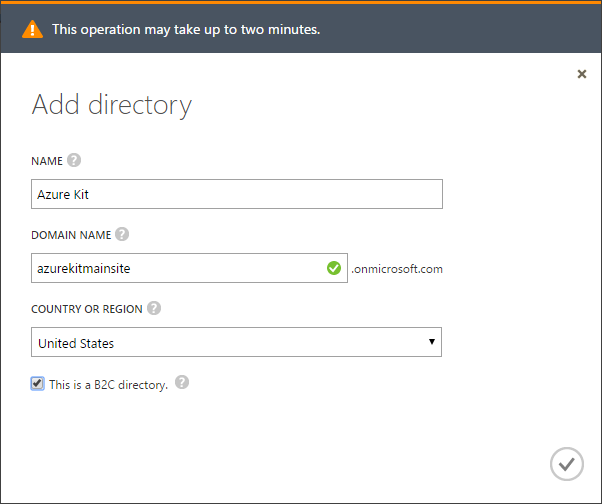 This operation may take up to two minutes.
Add directory
NAME ?
Azure Kit
DOMAIN NAME ?
azurekitmainsite .onmicrosoft.com
COUNTRY OR REGION ?
United States
This is a B2C directory. ?